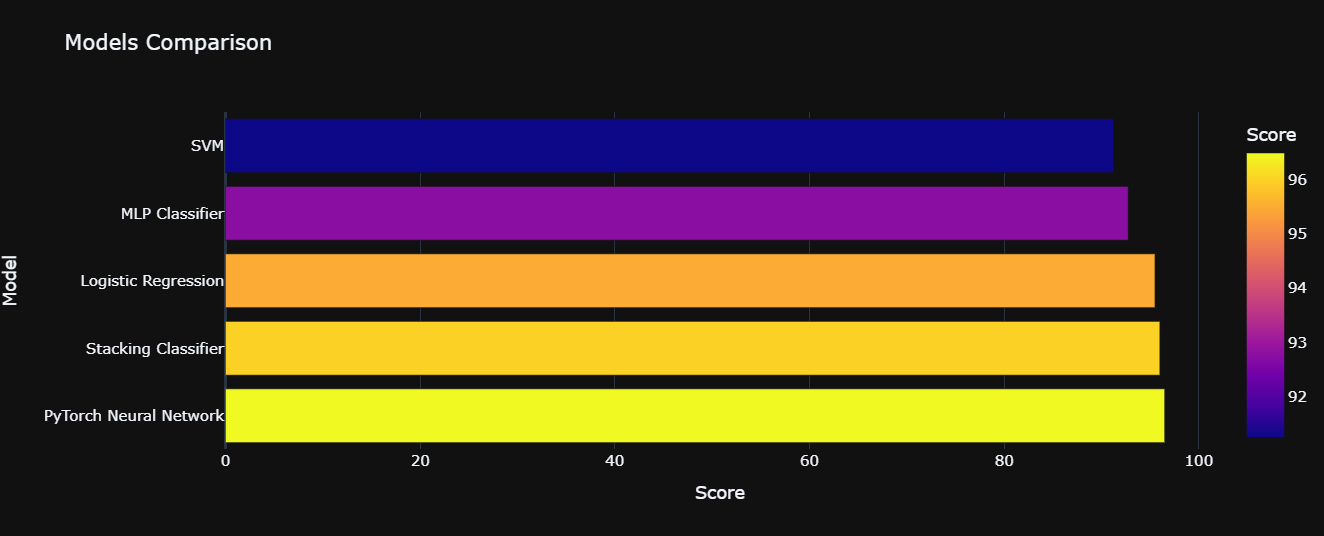 Models Comparison
Model
SVM
MLP Classifier
Logistic Regression
Stacking Classifier
PyTorch Neural Network
0 20 40 60 80 100
Score
Score
96
95
94
93
92